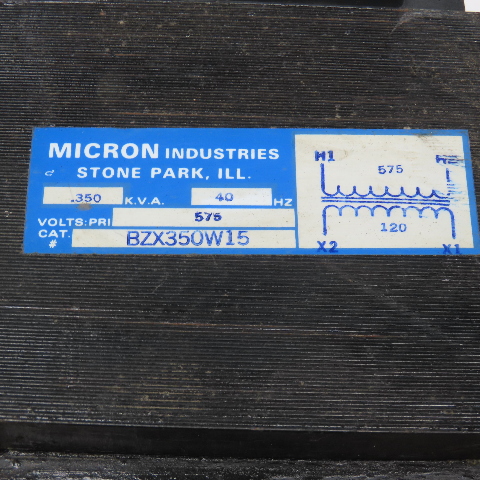 MICRON INDUSTRIES
STONE PARK, ILL.
.350 K.V.A. 40 HZ
VOLTS: PRI 575
CAT. # BZX350W15
H1 H2
575
120
X2 X1